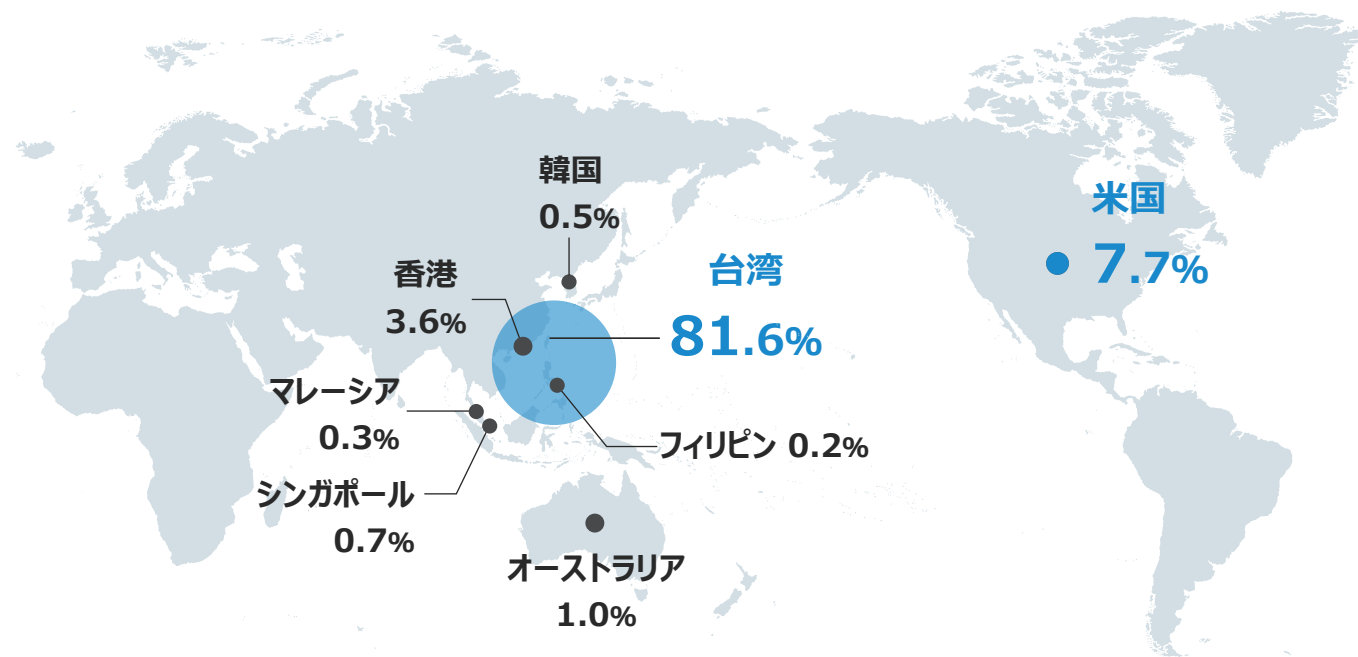 韓国
0.5%
米国
7.7%
香港
3.6%
台湾
81.6%
マレーシア
0.3%
フィリピン 0.2%
シンガポール
0.7%
オーストラリア
1.0%